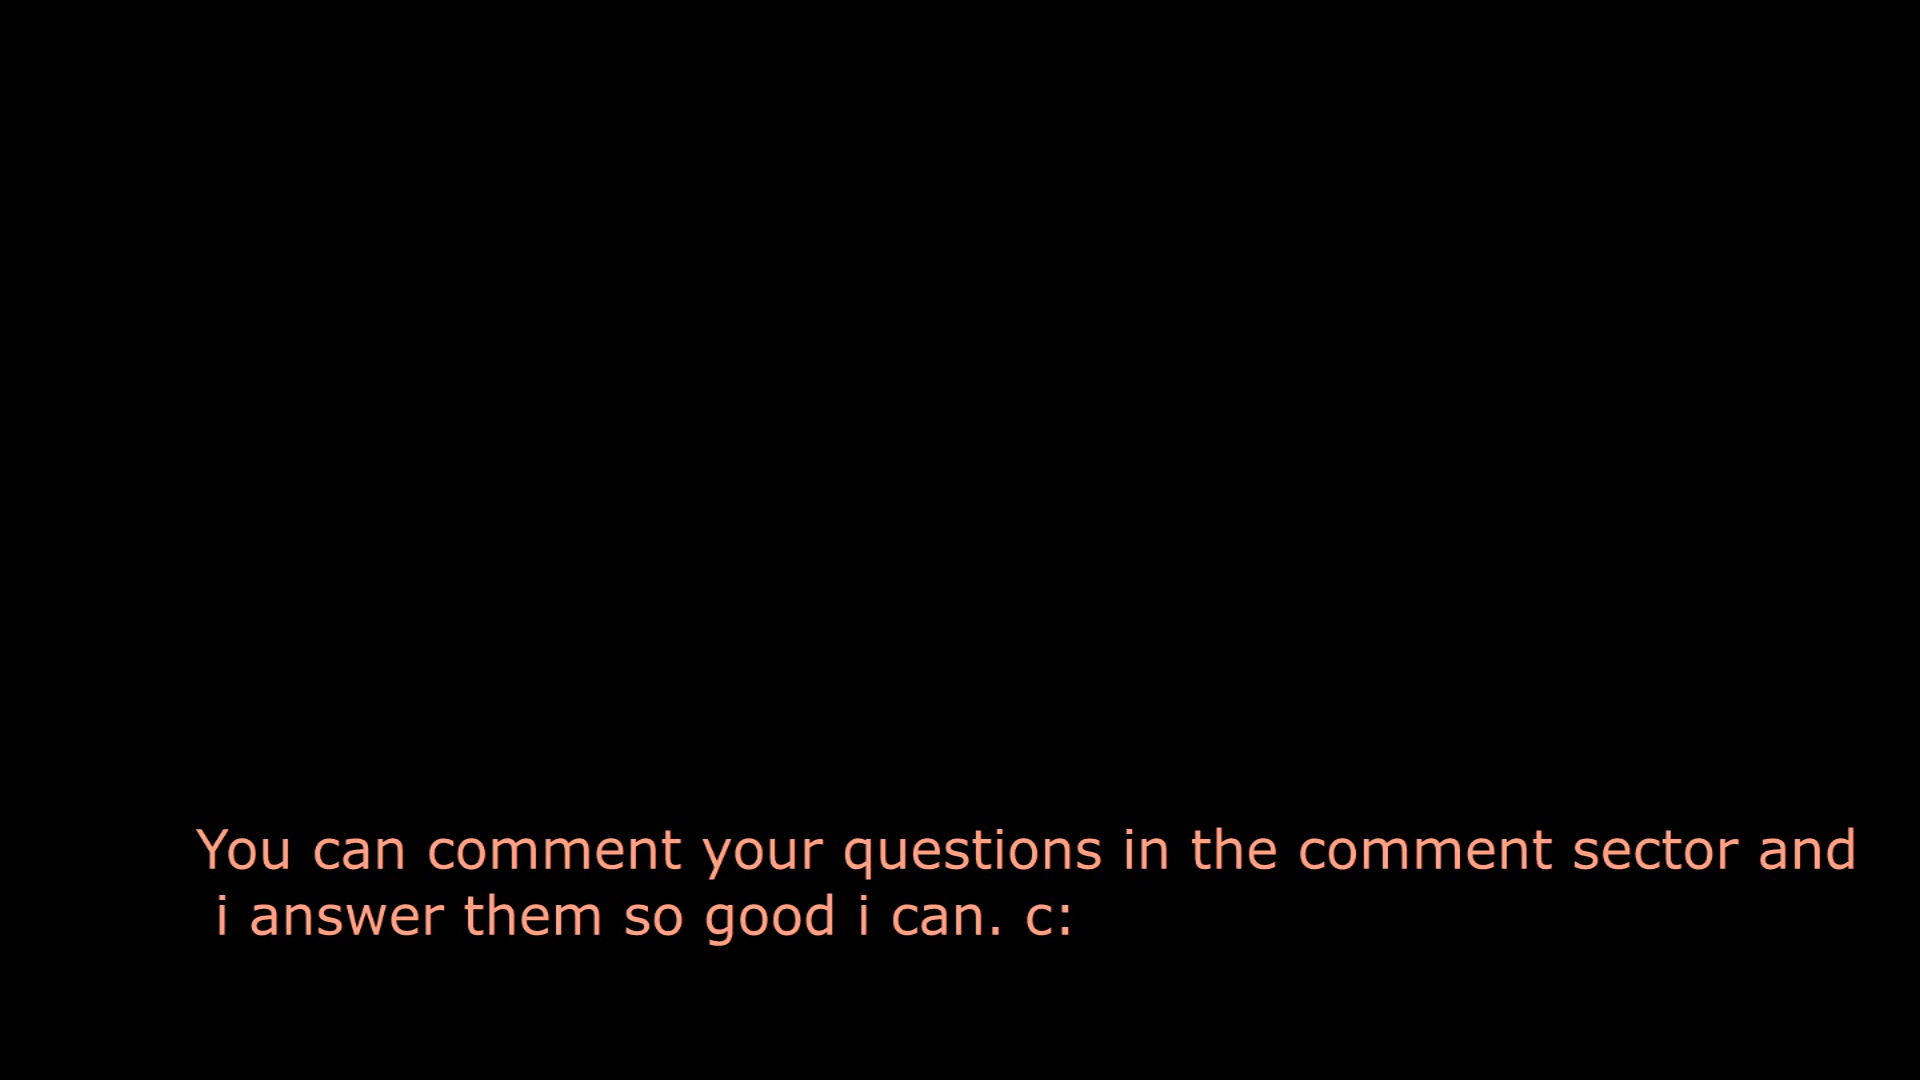 You can comment your questions in the comment sector and
i answer them so good i can. c: